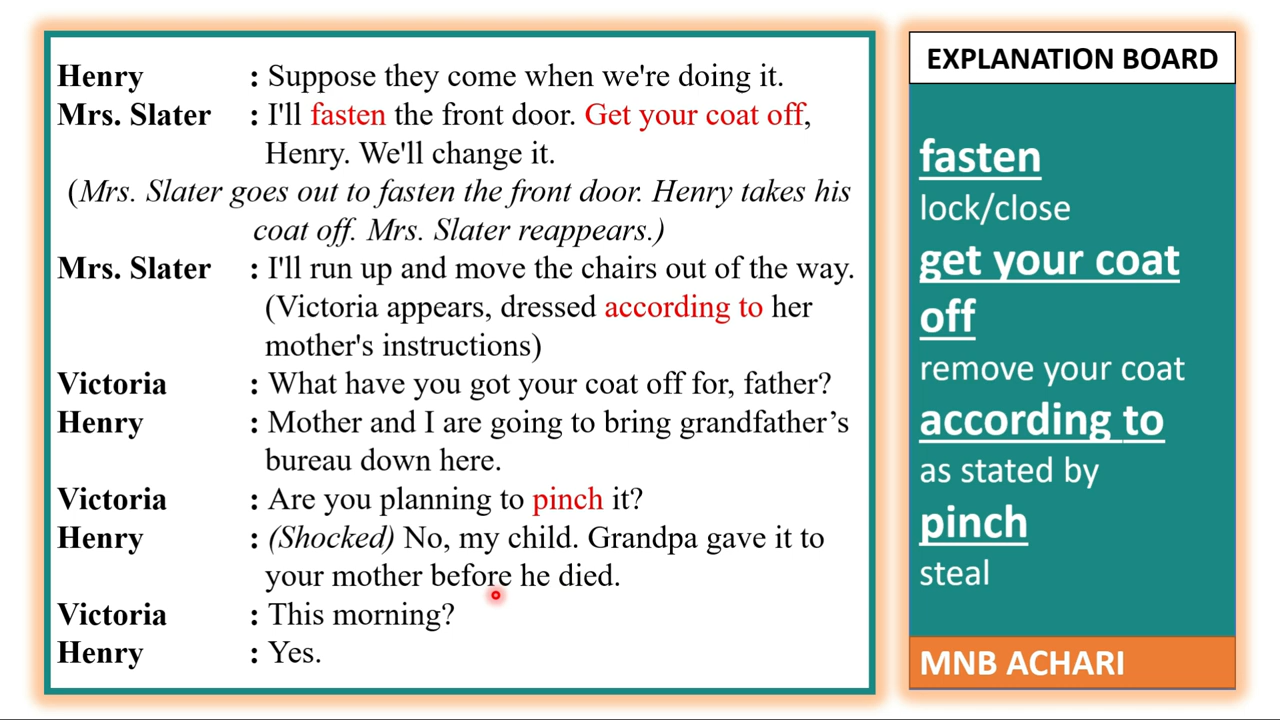 Henry : Suppose they come when we're doing it.
Mrs. Slater : I'll fasten the front door. Get your coat off,
Henry. We'll change it.
(Mrs. Slater goes out to fasten the front door. Henry takes his
coat off. Mrs. Slater reappears.)
Mrs. Slater : I'll run up and move the chairs out of the way.
(Victoria appears, dressed according to her
mother's instructions)
Victoria : What have you got your coat off for, father?
Henry : Mother and I are going to bring grandfather’s
bureau down here.
Victoria : Are you planning to pinch it?
Henry : (Shocked) No, my child. Grandpa gave it to
your mother before he died.
Victoria : This morning?
Henry : Yes.
EXPLANATION BOARD
fasten
lock/close
get your coat
off
remove your coat
according to
as stated by
pinch
steal
MNB ACHARI